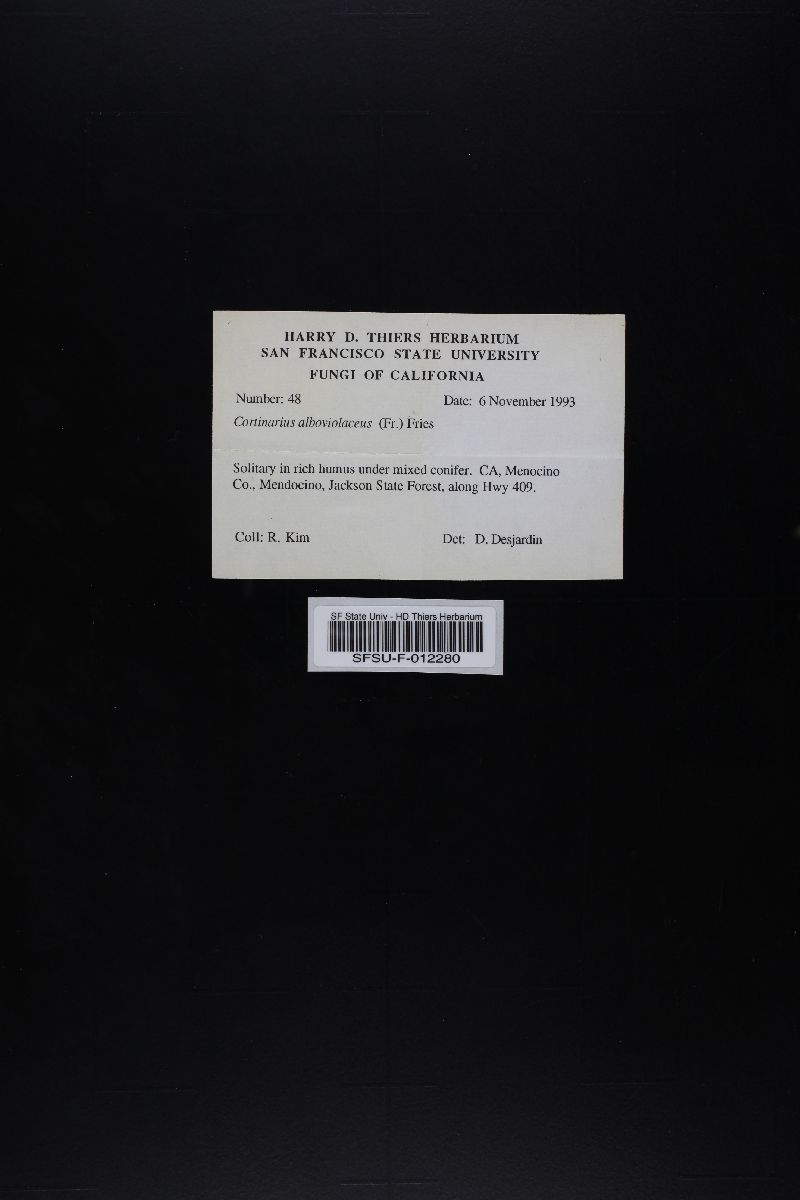 HARRY D. THIERS HERBARIUM
SAN FRANCISCO STATE UNIVERSITY
FUNGI OF CALIFORNIA
Number: 48 Date: 6 November 1993
Cortinarius alboviolaceus (Fr.) Fries
Solitary in rich humus under mixed conifer. CA, Menocino
Co., Mendocino, Jackson State Forest, along Hwy 409.
Coll: R. Kim Det: D. Desjardin
SF State Univ - HD Thiers Herbarium
SFSU-F-012280